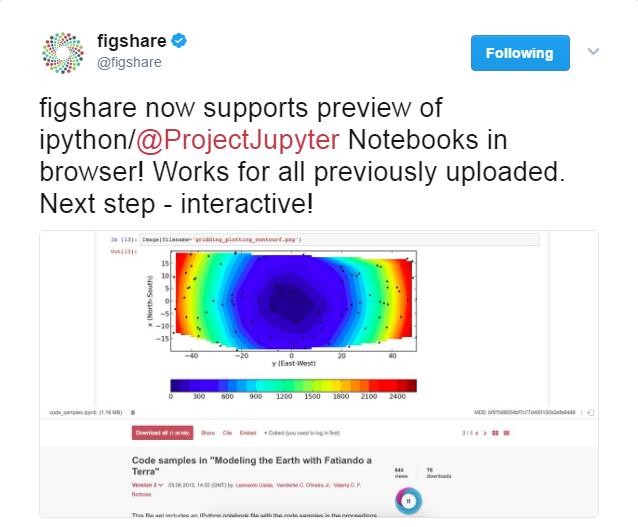 figshare
@figshare
Following
figshare now supports preview of
ipython/@ProjectJupyter Notebooks in
browser! Works for all previously uploaded.
Next step - interactive!
In [13]: Image(filename='gridding_plotting_contourf.png')
Out[13]:
15
10
5
0
−5
−10
−15
x (North-South)
−40 −20 0 20 40
y (East-West)
0 300 600 900 1200 1500 1800 2100 2400
code_samples.ipynb (1.16 MB)
MD5:
Download all (1.26 MB) Share Cite Embed + Collect (you need to log in first)
2 / 3
Code samples in "Modeling the Earth with Fatiando a
Terra"
644 views
78 downloads
Version 3 03.08.2013, 14:52 (GMT) by Leonardo Uieda, Vanderlei C. Oliveira Jr, Valeria C. F.
Barbosa
This file set includes an IPython notebook file with the code samples in the proceedings